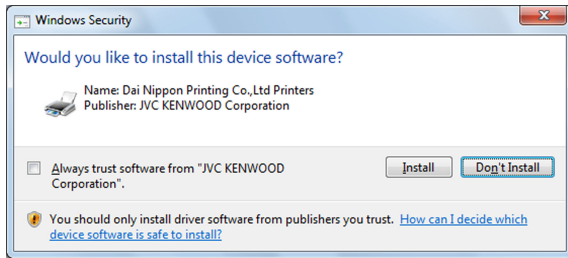 Windows Security
Would you like to install this device software?
Name: Dai Nippon Printing Co.,Ltd Printers
Publisher: JVC KENWOOD Corporation
Always trust software from "JVC KENWOOD
Corporation".
Install
Don't Install
You should only install driver software from publishers you trust. How can I decide which
device software is safe to install?